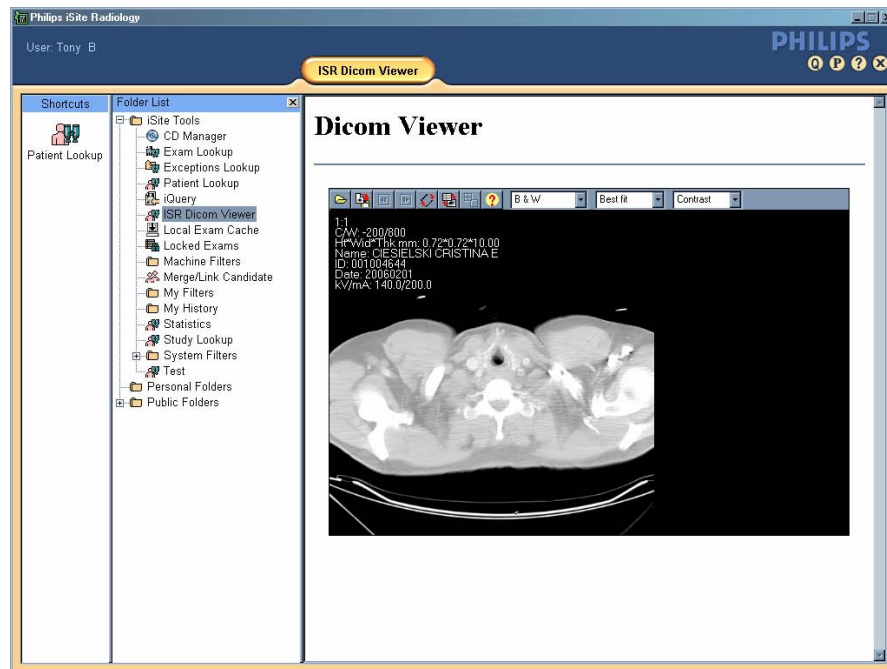 Philips iSite Radiology
User: Tony B
PHILIPS
Q P ? X
ISR Dicom Viewer
Shortcuts
Patient Lookup
Folder List
iSite Tools
CD Manager
Exam Lookup
Exceptions Lookup
Patient Lookup
iQuery
ISR Dicom Viewer
Local Exam Cache
Locked Exams
Machine Filters
Merge/Link Candidate
My Filters
My History
Statistics
Study Lookup
System Filters
Test
Personal Folders
Public Folders
Dicom Viewer
B & W Best fit Contrast
1:1
C/W: -200/800
Ht*Wid*Thk mm: 0.72*0.72*10.00
Name: CIESIELSKI CRISTINA E
ID: 001004644
Date: 20060201
kV/mA: 140.0/200.0